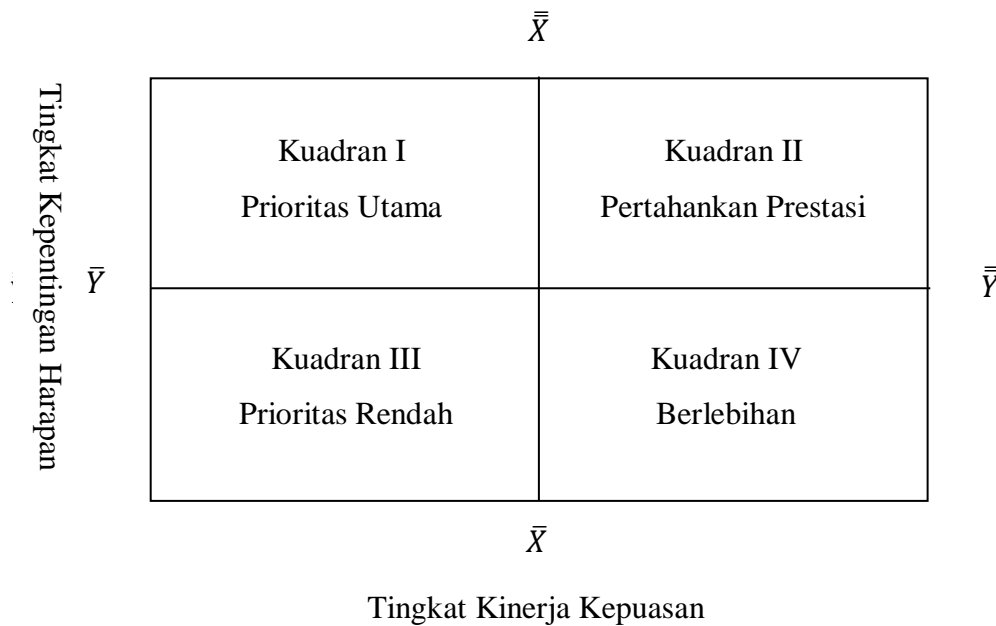 X̿
Kuadran I
Prioritas Utama
Kuadran II
Pertahankan Prestasi
Tingkat Kepentingan Harapan
Y̅
Y̿
Kuadran III
Prioritas Rendah
Kuadran IV
Berlebihan
X̅
Tingkat Kinerja Kepuasan